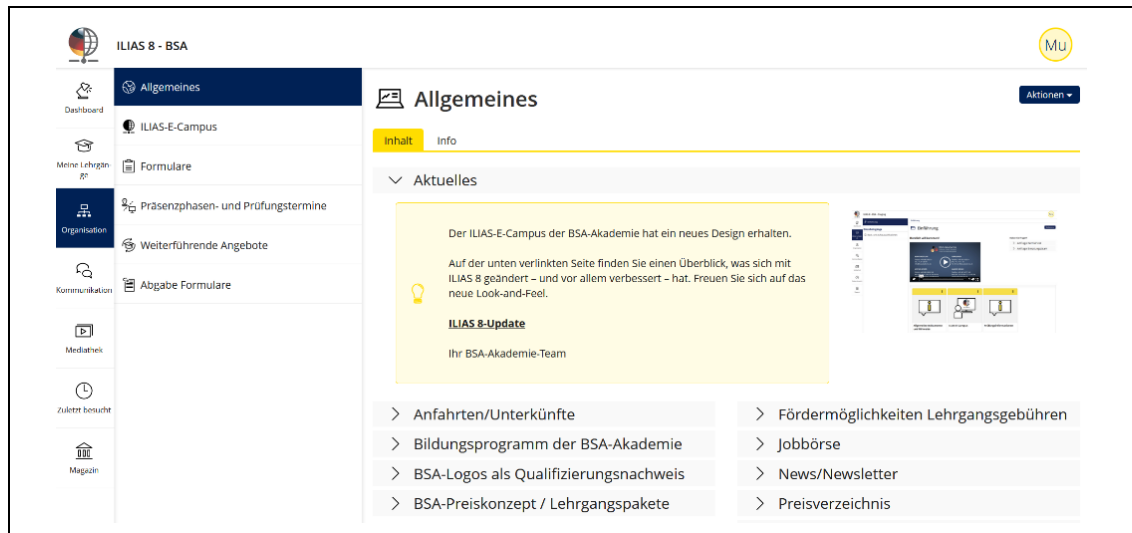 ILIAS 8 - BSA
Mu
Dashboard
Meine Lehrgän
ge
Organisation
Kommunikation
Mediathek
Zuletzt besucht
Magazin
Allgemeines
ILIAS-E-Campus
Formulare
Präsenzphasen- und Prüfungstermine
Weiterführende Angebote
Abgabe Formulare
Allgemeines
Aktionen
Inhalt Info
Aktuelles
Der ILIAS-E-Campus der BSA-Akademie hat ein neues Design erhalten.
Auf der unten verlinkten Seite finden Sie einen Überblick, was sich mit
ILIAS 8 geändert – und vor allem verbessert – hat. Freuen Sie sich auf das
neue Look-and-Feel.
ILIAS 8-Update
Ihr BSA-Akademie-Team
Einführung
Anfahrten/Unterkünfte
Bildungsprogramm der BSA-Akademie
BSA-Logos als Qualifizierungsnachweis
BSA-Preiskonzept / Lehrgangspakete
Fördermöglichkeiten Lehrgangsgebühren
Jobbörse
News/Newsletter
Preisverzeichnis